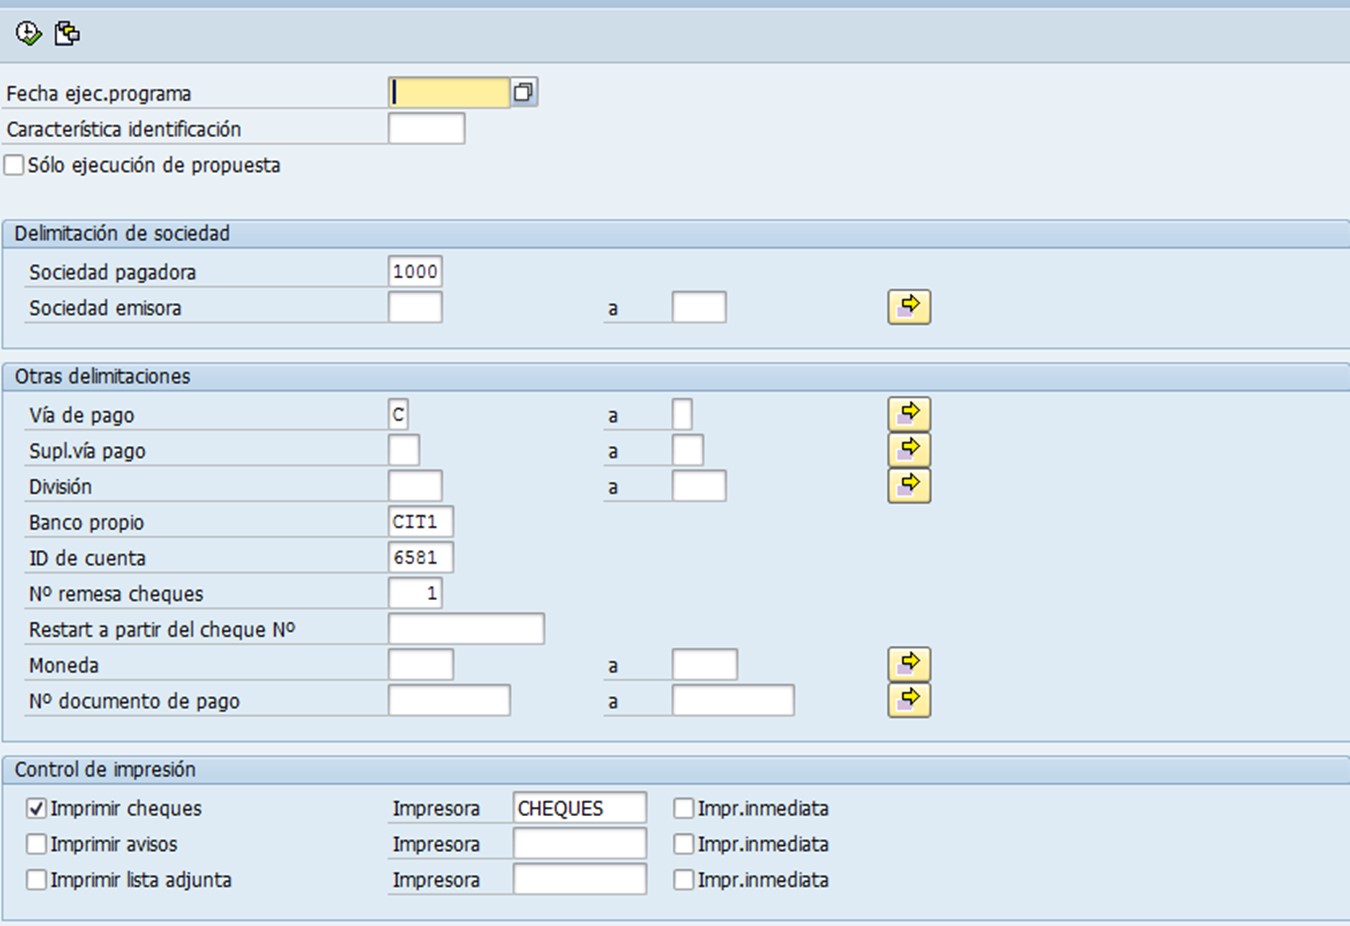 Fecha ejec.programa
Característica identificación
Sólo ejecución de propuesta
Delimitación de sociedad
Sociedad pagadora 1000
Sociedad emisora a
Otras delimitaciones
Vía de pago C a
Supl.vía pago a
División a
Banco propio CIT1
ID de cuenta 6581
Nº remesa cheques 1
Restart a partir del cheque Nº
Moneda a
Nº documento de pago a
Control de impresión
Imprimir cheques Impresora CHEQUES Impr.inmediata
Imprimir avisos Impresora Impr.inmediata
Imprimir lista adjunta Impresora Impr.inmediata